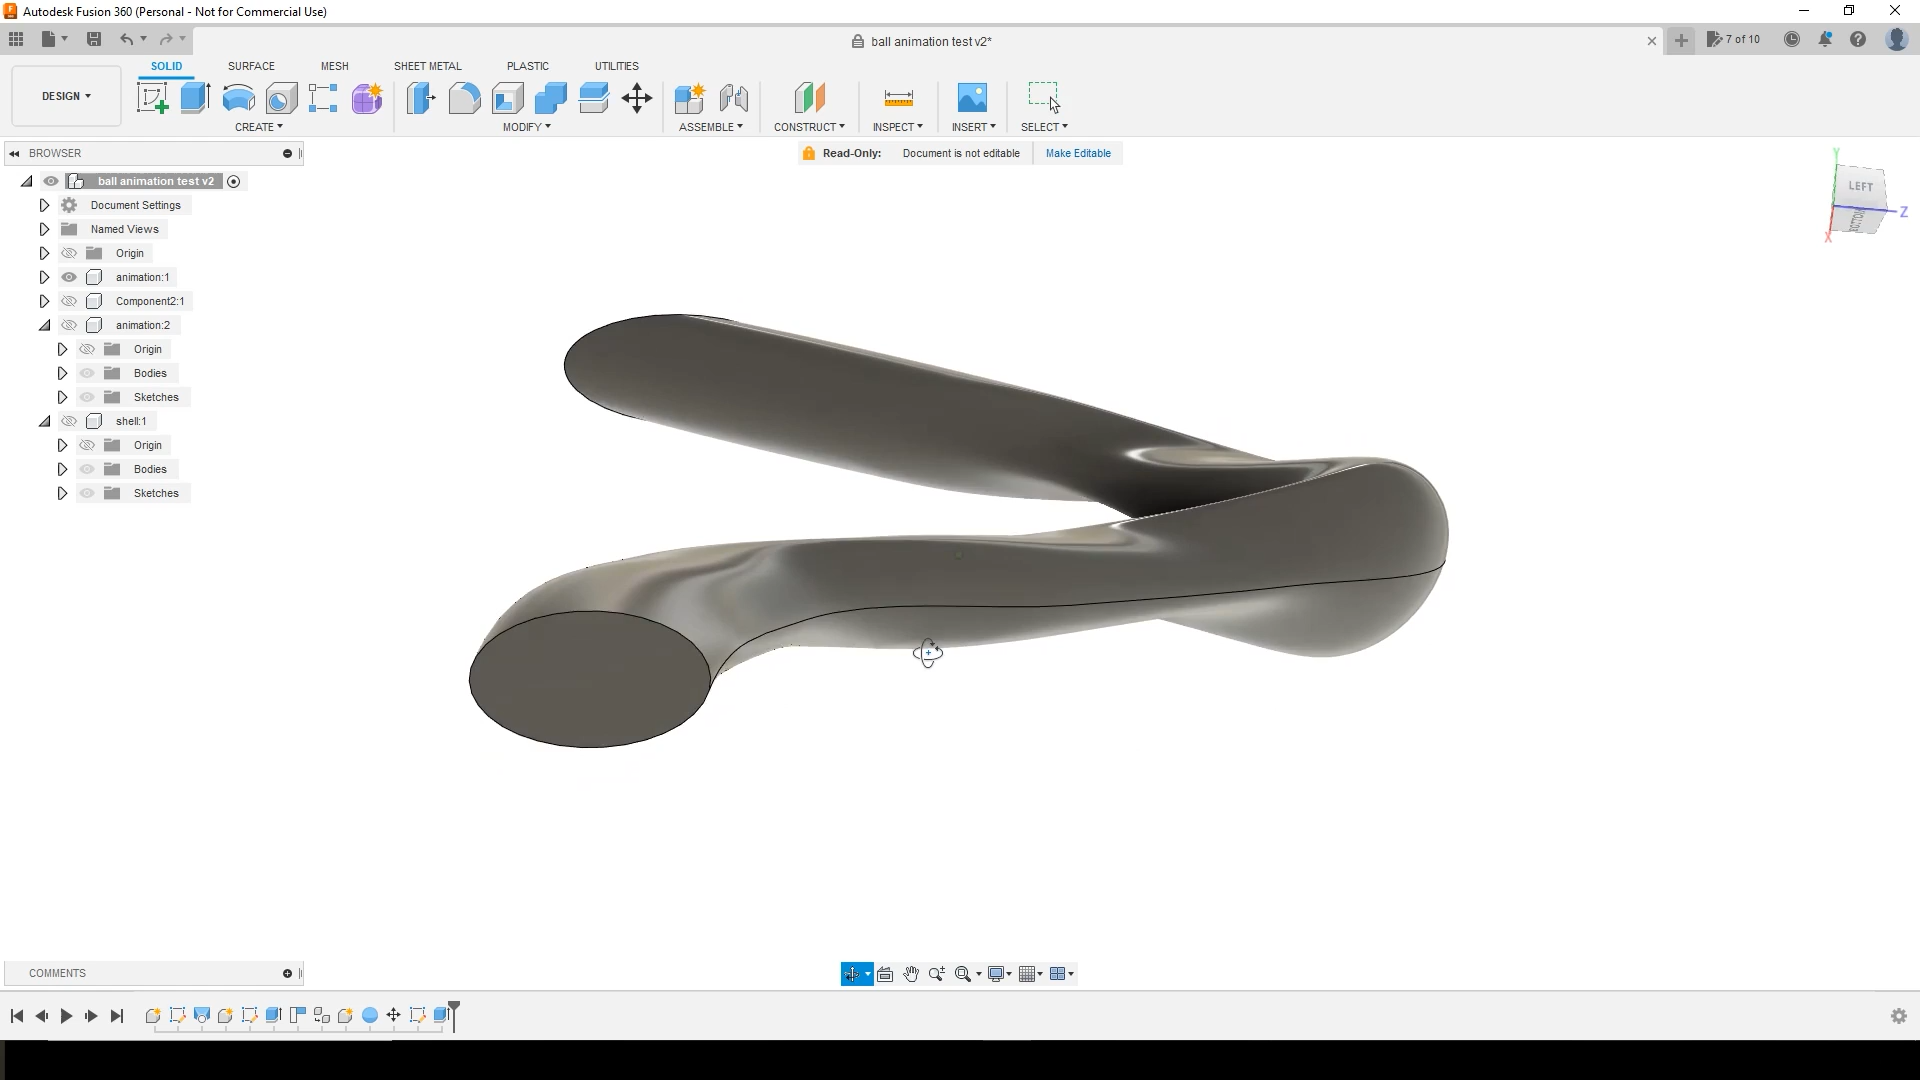 Autodesk Fusion 360 (Personal - Not for Commercial Use)
ball animation test v2*
7 of 10
DESIGN
SOLID
SURFACE
MESH
SHEET METAL
PLASTIC
UTILITIES
CREATE
MODIFY
ASSEMBLE
CONSTRUCT
INSPECT
INSERT
SELECT
BROWSER
Read-Only: Document is not editable Make Editable
ball animation test v2
Document Settings
Named Views
Origin
animation:1
Component2:1
animation:2
Origin
Bodies
Sketches
shell:1
Origin
Bodies
Sketches
Y
LEFT
Z
BOTTOM
X
COMMENTS